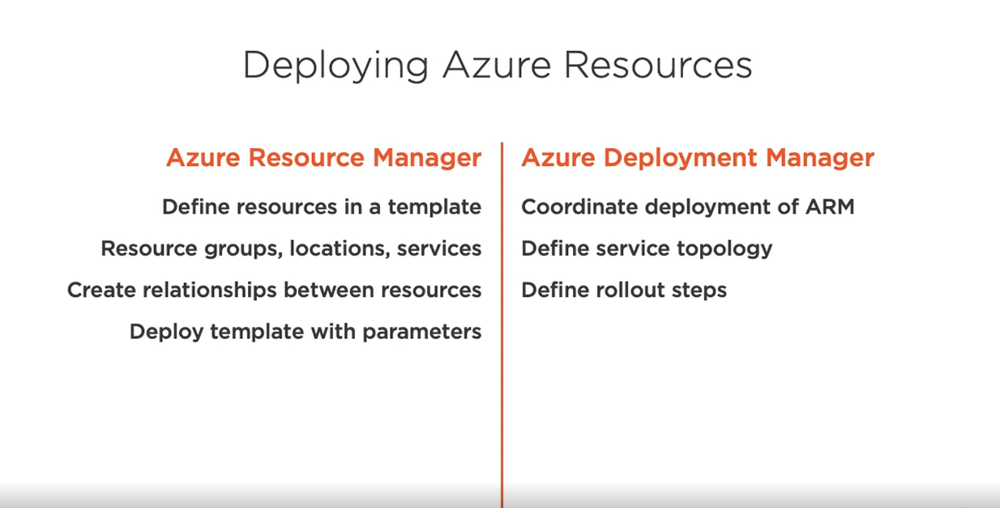 Deploying Azure Resources
Azure Resource Manager
Define resources in a template
Resource groups, locations, services
Create relationships between resources
Deploy template with parameters
Azure Deployment Manager
Coordinate deployment of ARM
Define service topology
Define rollout steps